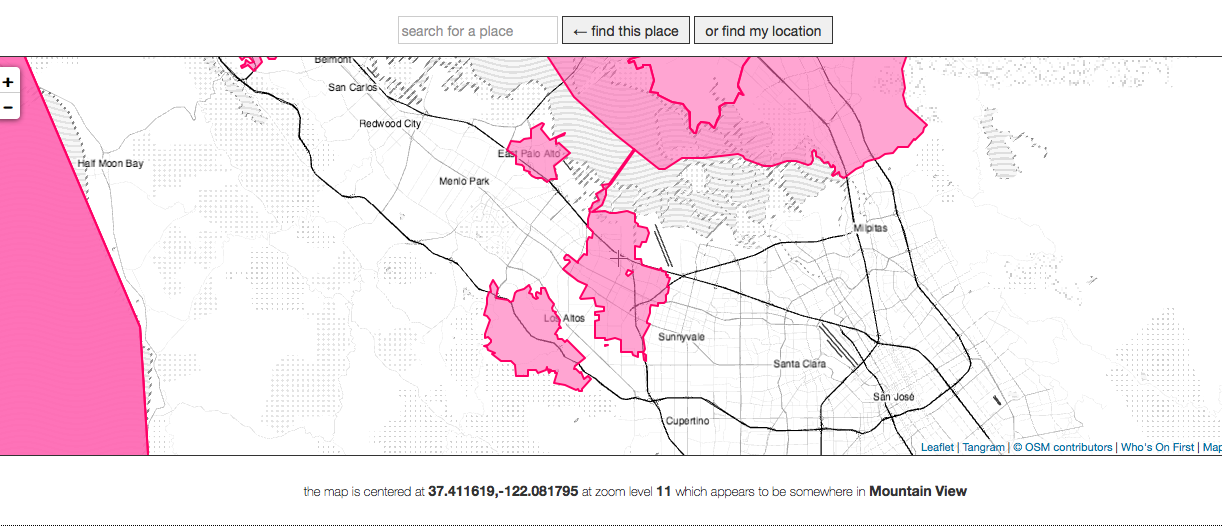 search for a place
← find this place
or find my location
+
−
Belmont
San Carlos
Redwood City
Half Moon Bay
East Palo Alto
Menlo Park
Milpitas
Los Altos
Sunnyvale
Santa Clara
San José
Cupertino
Leaflet | Tangram | © OSM contributors | Who's On First | Map
the map is centered at 37.411619,-122.081795 at zoom level 11 which appears to be somewhere in Mountain View